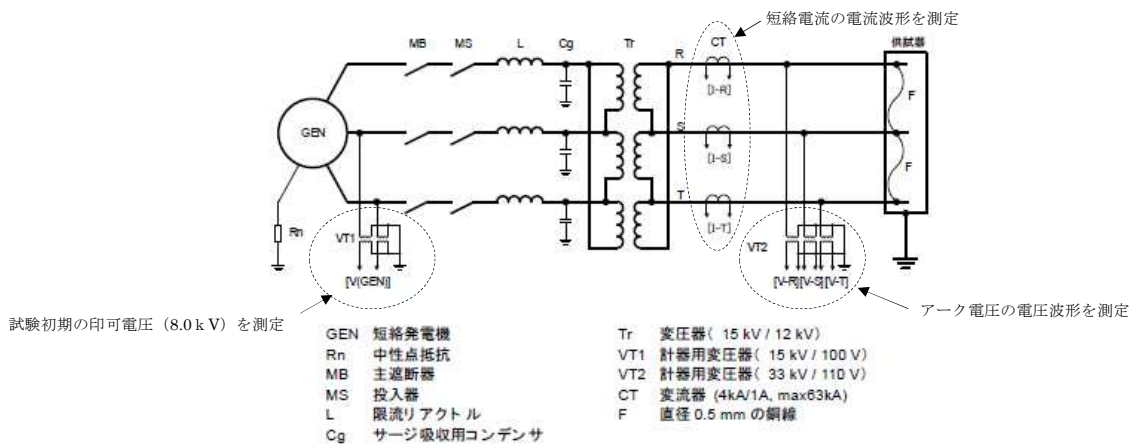 短絡電流の電流波形を測定
MB MS L Cg Tr R CT 供試器
[I-R]
F
GEN
S
[I-S]
F
T
[I-T]
Rn
VT1
VT2
[V(GEN)]
[V-R][V-S][V-T]
試験初期の印可電圧（8.0ｋV）を測定
アーク電圧の電圧波形を測定
GEN 短絡発電機
Rn 中性点抵抗
MB 主遮断器
MS 投入器
L 限流リアクトル
Cg サージ吸収用コンデンサ
Tr 変圧器( 15 kV / 12 kV)
VT1 計器用変圧器( 15 kV / 100 V)
VT2 計器用変圧器( 33 kV / 110 V)
CT 変流器 (4kA/1A, max63kA)
F 直径 0.5 mm の銅線